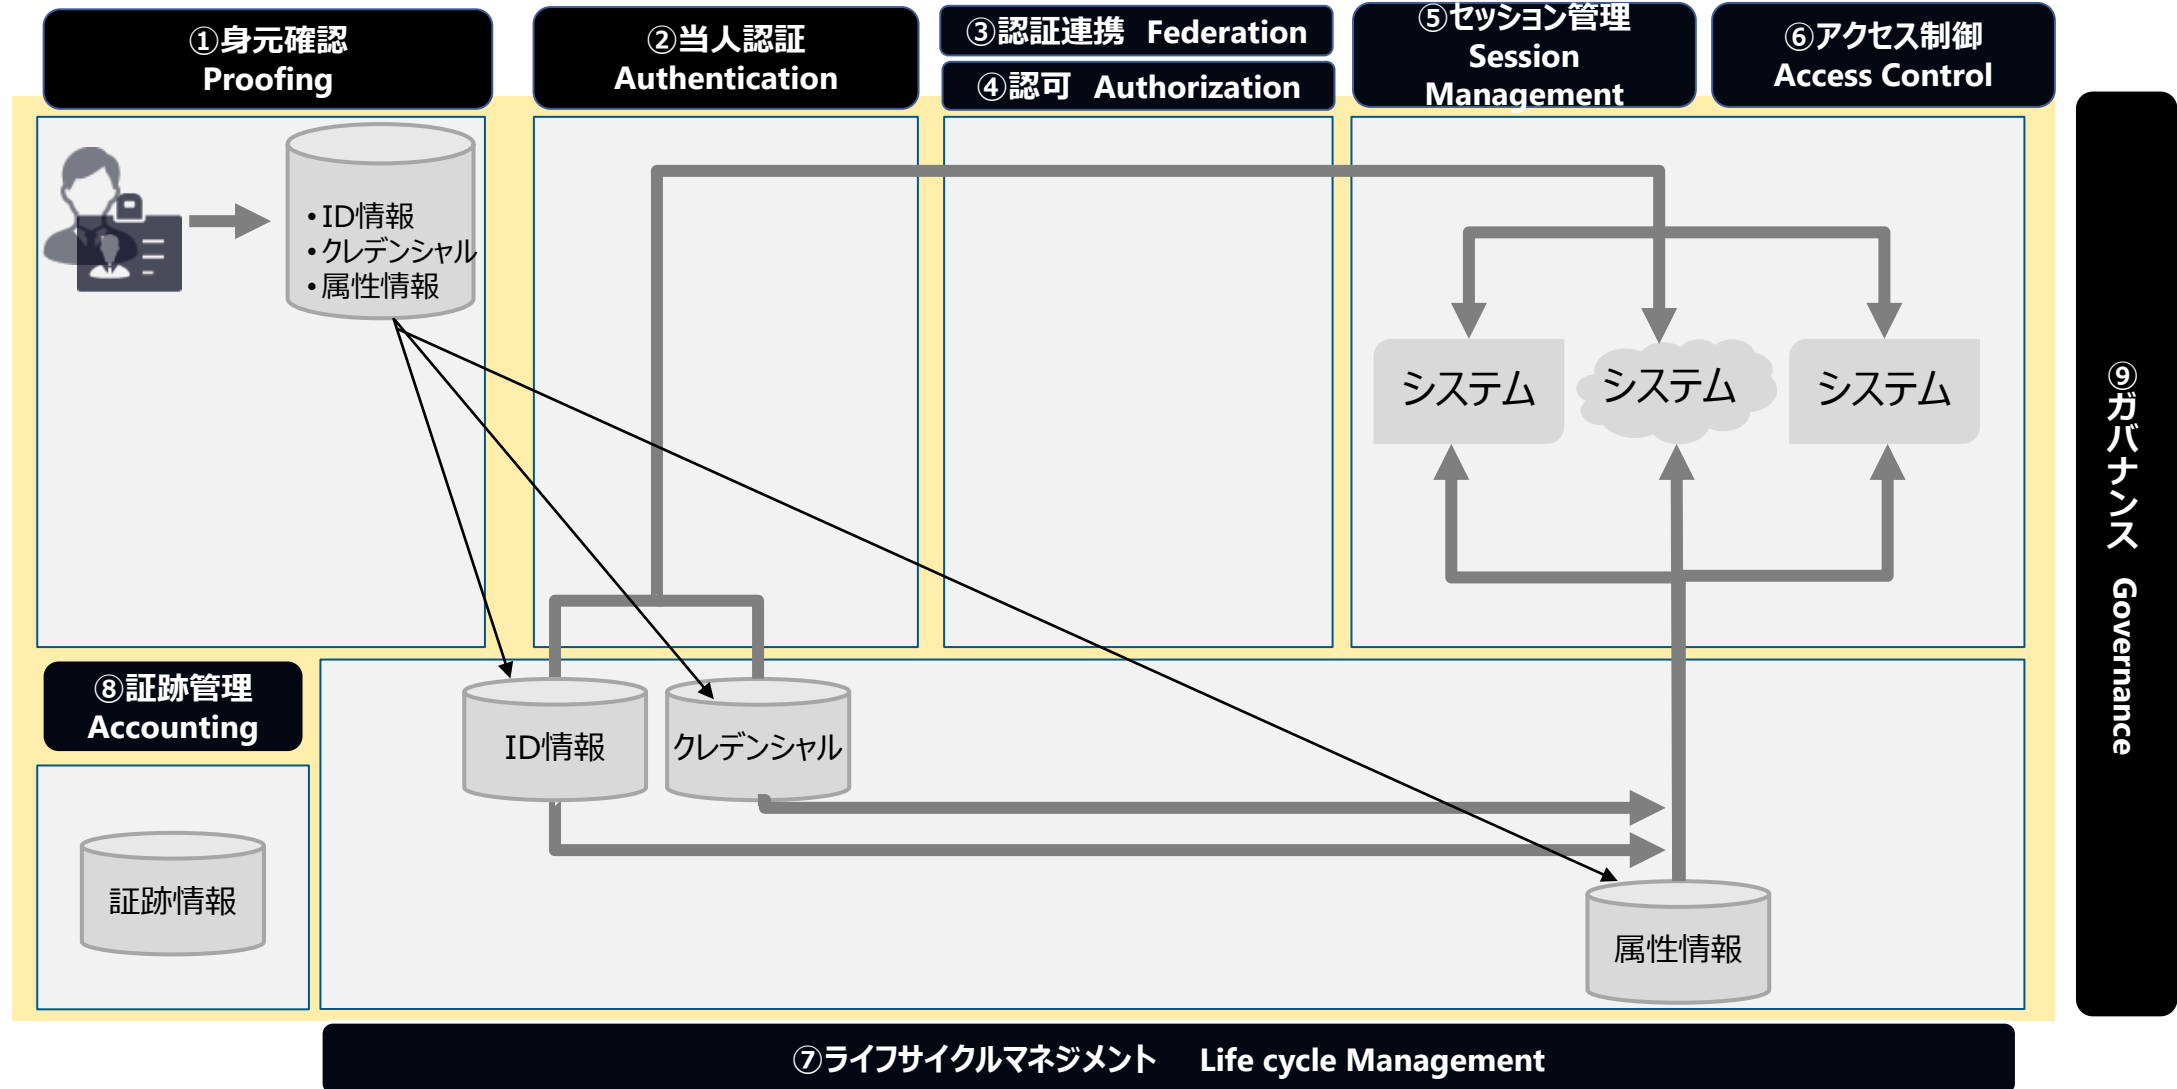 ①身元確認
Proofing
②当人認証
Authentication
③認証連携 Federation
④認可 Authorization
⑤セッション管理
Session
Management
⑥アクセス制御
Access Control
・ID情報
・クレデンシャル
・属性情報
システム
システム
システム
⑨ガバナンス Governance
⑧証跡管理
Accounting
ID情報
クレデンシャル
証跡情報
属性情報
⑦ライフサイクルマネジメント Life cycle Management